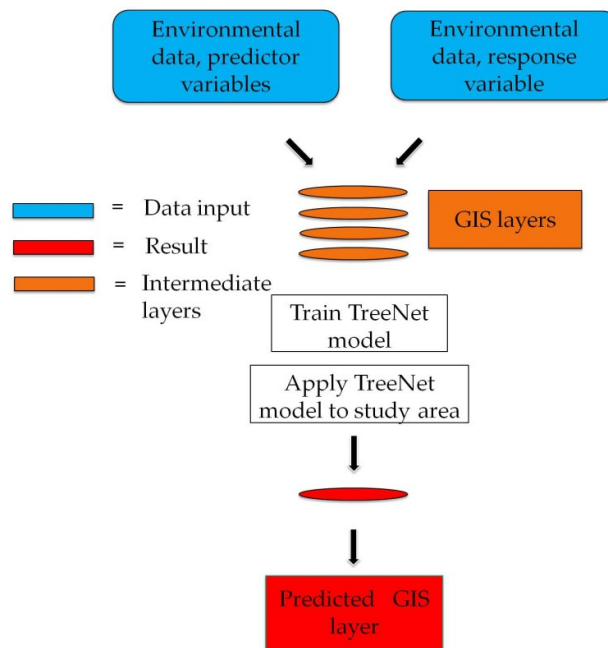 Environmental
data, predictor
variables
Environmental
data, response
variable
= Data input
= Result
= Intermediate
layers
GIS layers
Train TreeNet
model
Apply TreeNet
model to study area
Predicted GIS
layer